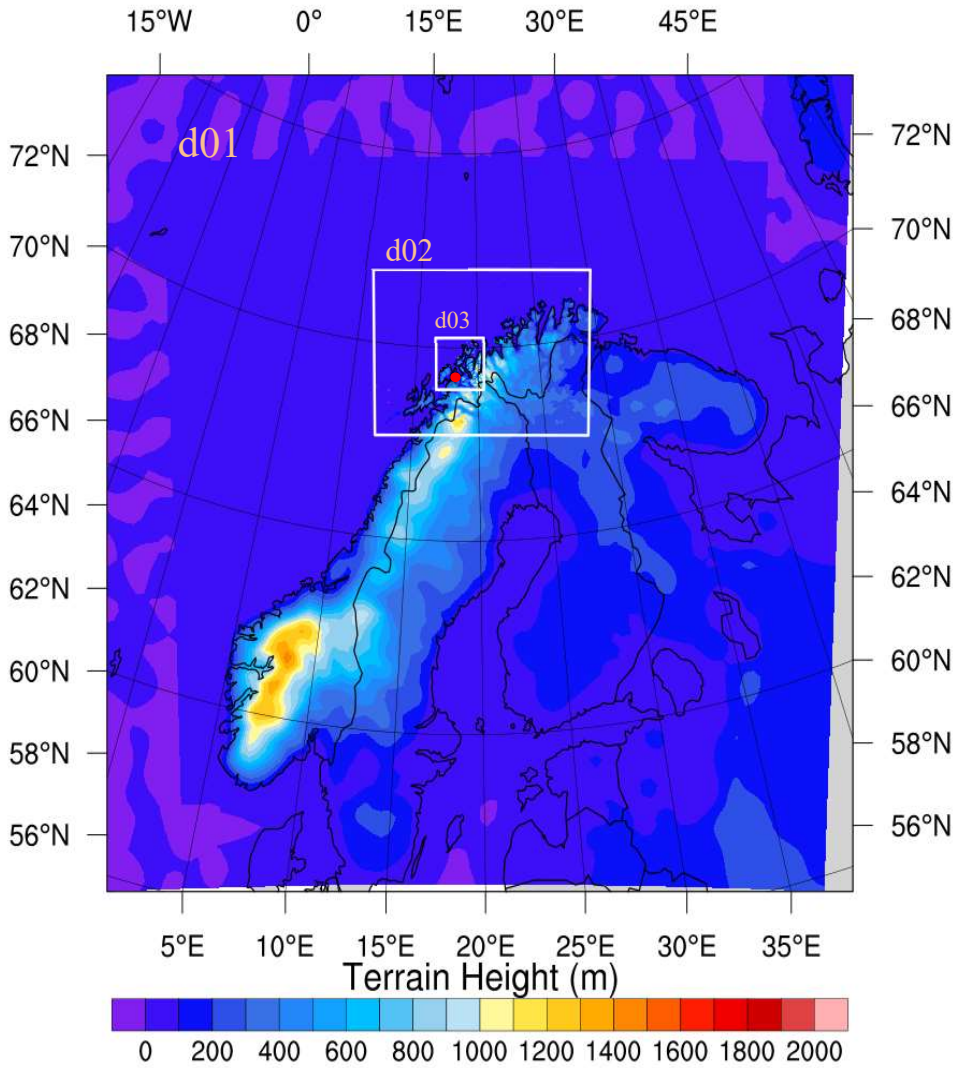 15°W 0° 15°E 30°E 45°E
d01
72°N 72°N
d02
70°N 70°N
d03
68°N 68°N
66°N 66°N
64°N 64°N
62°N 62°N
60°N 60°N
58°N 58°N
56°N 56°N
5°E 10°E 15°E 20°E 25°E 30°E 35°E
Terrain Height (m)
0 200 400 600 800 1000 1200 1400 1600 1800 2000